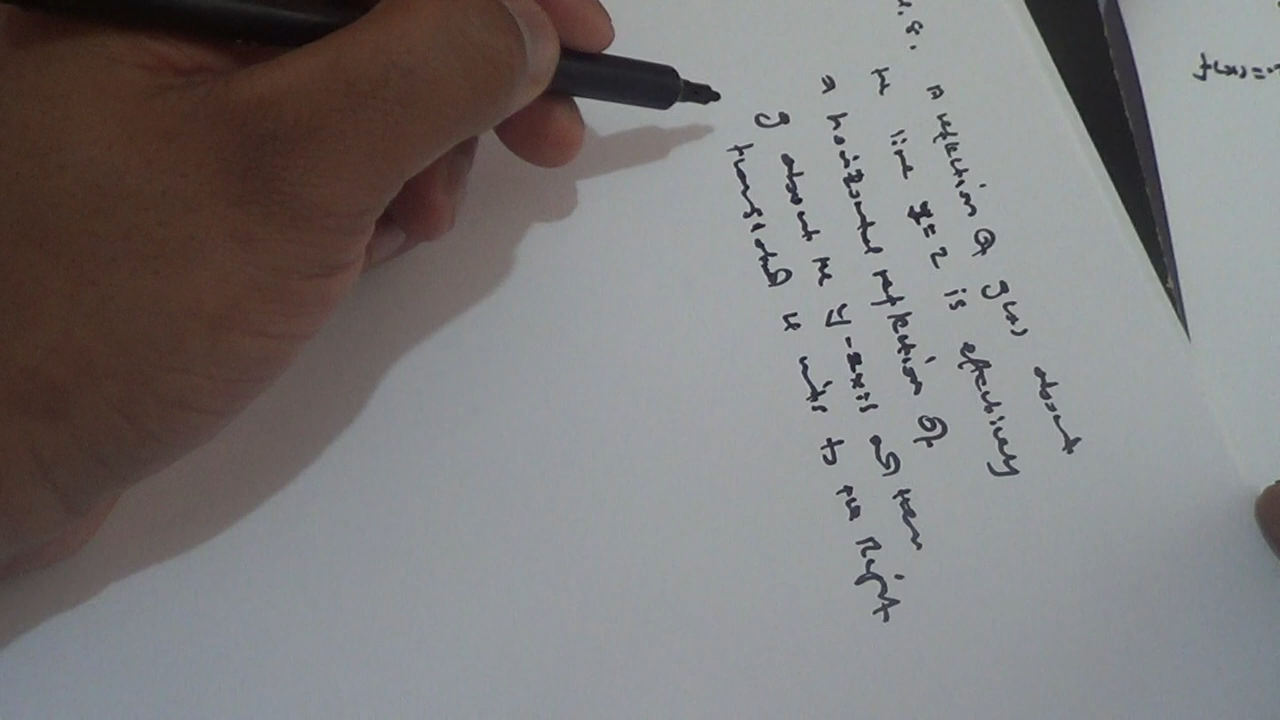 8. A reflection of g(x) about
the line y=2 is effectively
a horizontal reflection of
g about the y-axis and then
translated 4 units to the Right